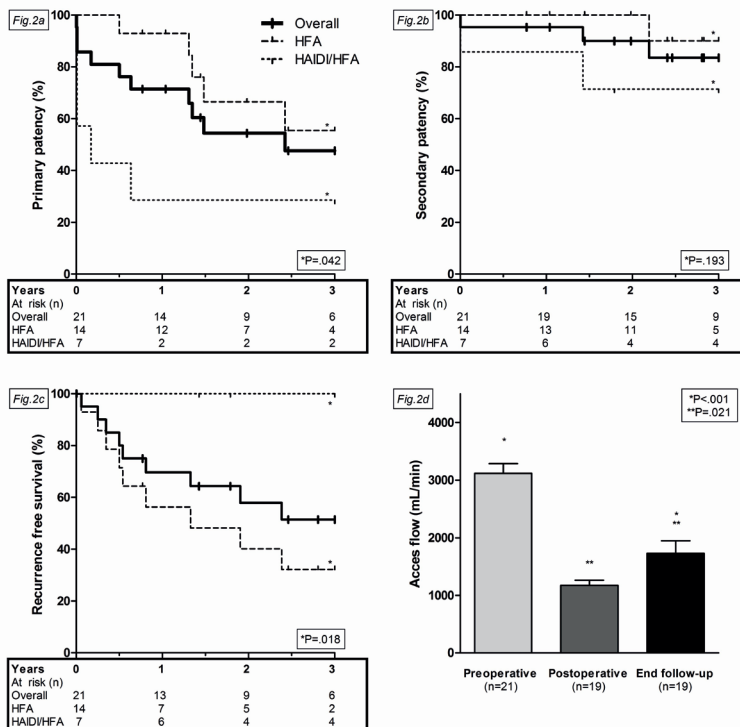 Fig.2a
Overall
HFA
HAIDI/HFA
100
80
60
40
20
0
Primary patency (%)
*
*
*P=.042
Years 0 1 2 3
At risk (n)
Overall 21 14 9 6
HFA 14 12 7 4
HAIDI/HFA 7 2 2 2
Fig.2b
100
80
60
40
20
0
Secondary patency (%)
*
*
*P=.193
Years 0 1 2 3
At risk (n)
Overall 21 19 15 9
HFA 14 13 11 5
HAIDI/HFA 7 6 4 4
Fig.2c
100
80
60
40
20
0
Recurrence free survival (%)
*
*
*P=.018
Years 0 1 2 3
At risk (n)
Overall 21 13 9 6
HFA 14 7 5 2
HAIDI/HFA 7 6 4 4
Fig.2d
*P<.001
**P=.021
4000
3000
2000
1000
0
Acces flow (mL/min)
*
**
*
**
Preoperative Postoperative End follow-up
(n=21) (n=19) (n=19)